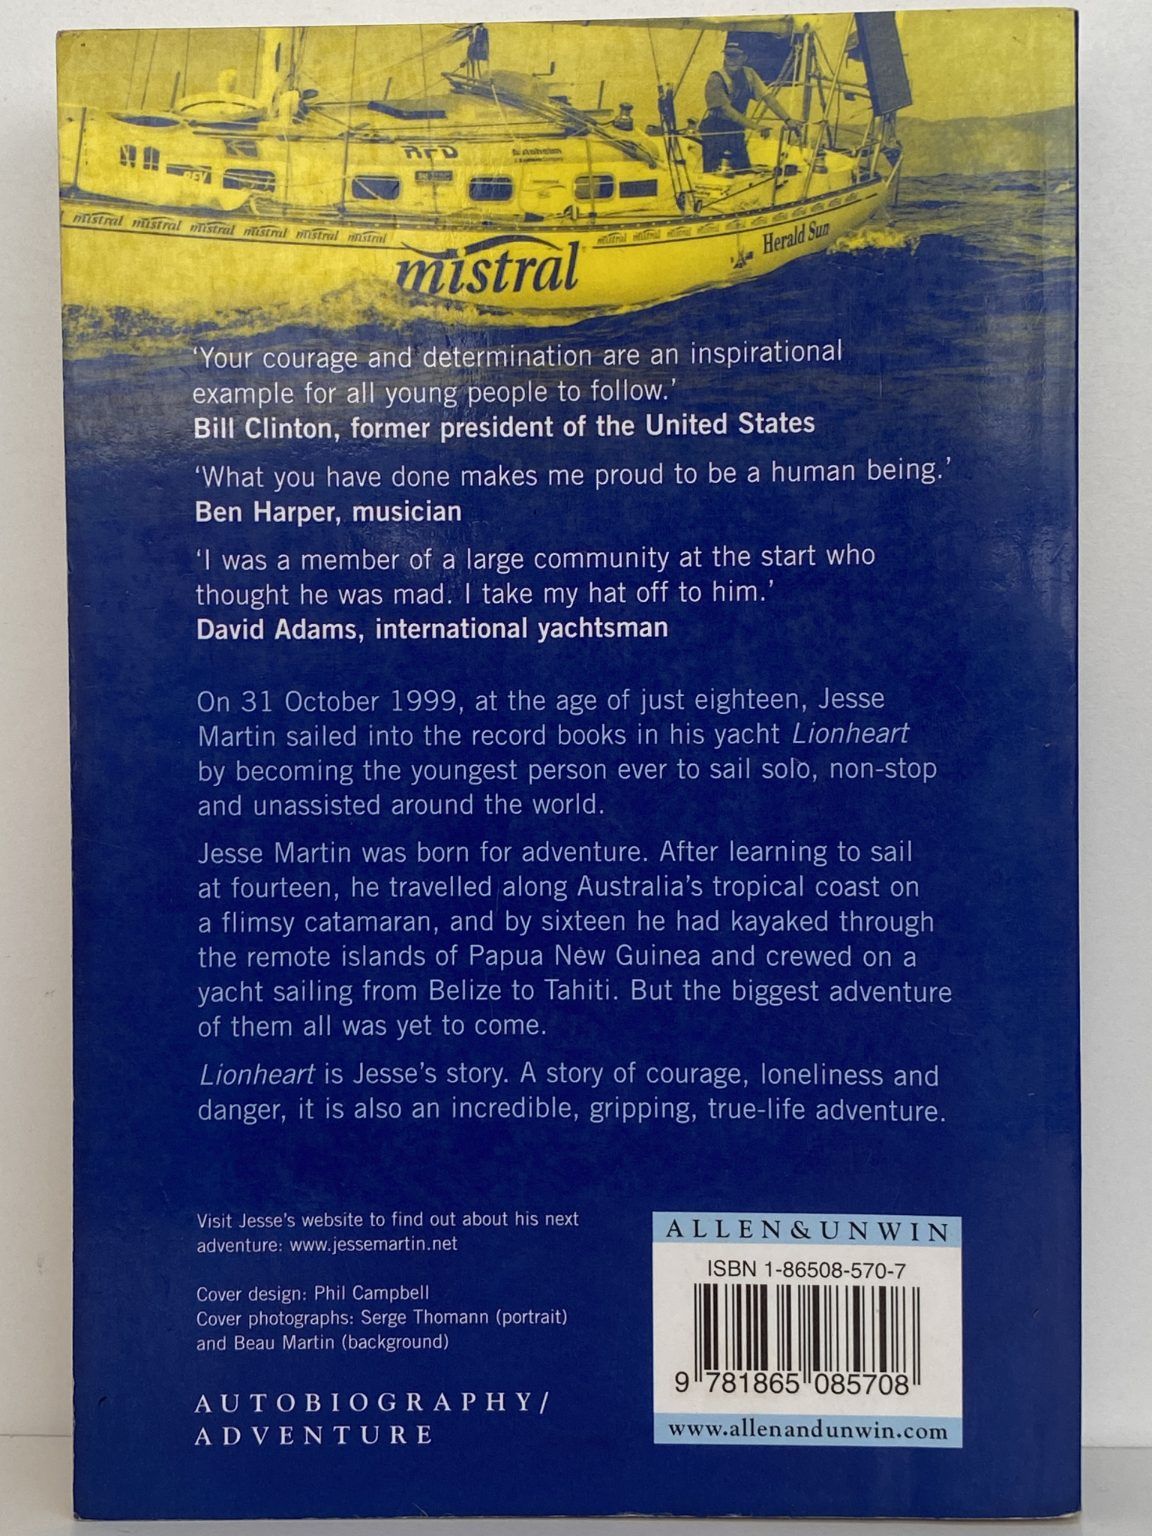 RFD
mistral mistral mistral mistral mistral mistral
mistral
Herald Sun
‘Your courage and determination are an inspirational
example for all young people to follow.’
Bill Clinton, former president of the United States
‘What you have done makes me proud to be a human being.’
Ben Harper, musician
‘I was a member of a large community at the start who
thought he was mad. I take my hat off to him.’
David Adams, international yachtsman
On 31 October 1999, at the age of just eighteen, Jesse
Martin sailed into the record books in his yacht Lionheart
by becoming the youngest person ever to sail solo, non-stop
and unassisted around the world.
Jesse Martin was born for adventure. After learning to sail
at fourteen, he travelled along Australia’s tropical coast on
a flimsy catamaran, and by sixteen he had kayaked through
the remote islands of Papua New Guinea and crewed on a
yacht sailing from Belize to Tahiti. But the biggest adventure
of them all was yet to come.
Lionheart is Jesse’s story. A story of courage, loneliness and
danger, it is also an incredible, gripping, true-life adventure.
Visit Jesse’s website to find out about his next
adventure: www.jessemartin.net
Cover design: Phil Campbell
Cover photographs: Serge Thomann (portrait)
and Beau Martin (background)
AUTOBIOGRAPHY/
ADVENTURE
ALLEN&UNWIN
ISBN 1-86508-570-7
9 781865 085708
www.allenandunwin.com